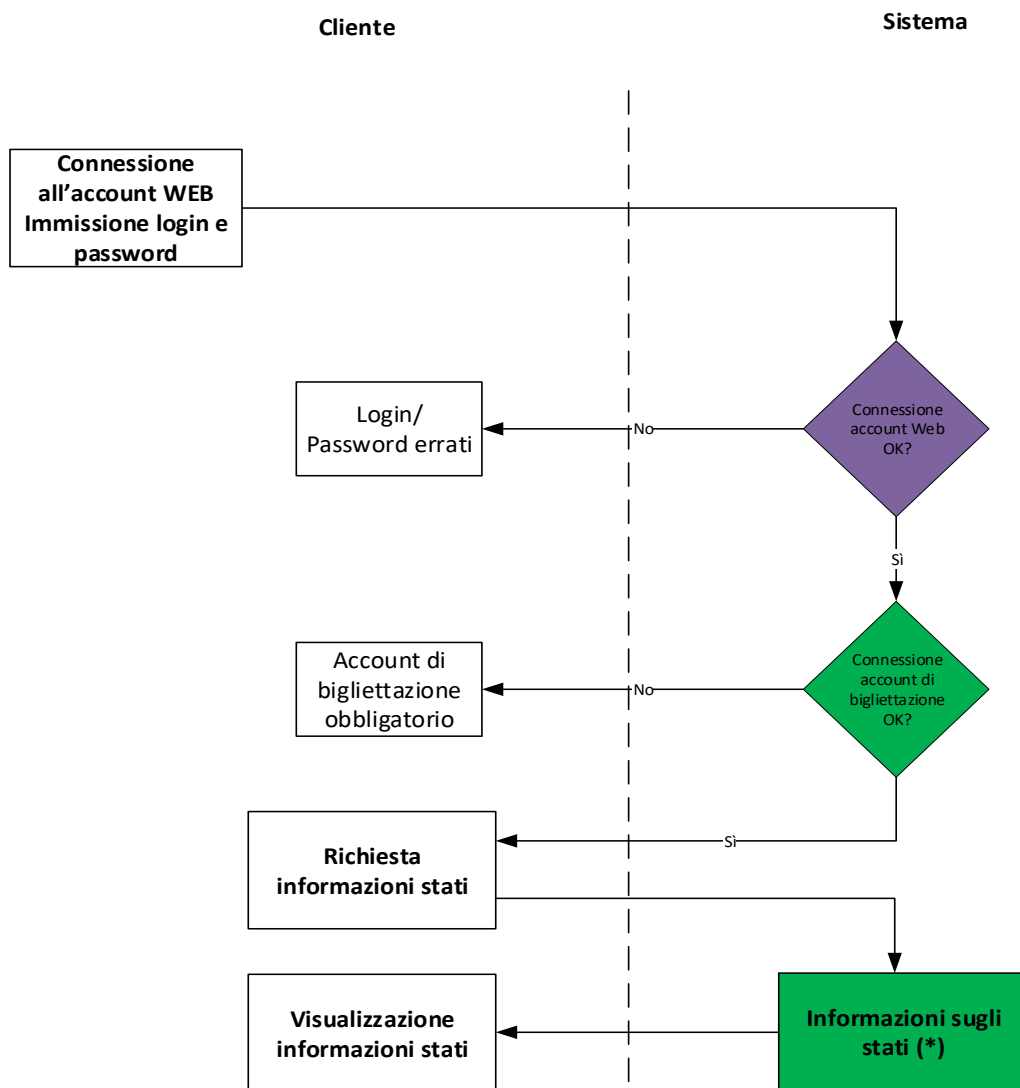 Cliente
Sistema
Connessione
all’account WEB
Immissione login e
password
Connessione
account Web
OK?
Login/
Password errati
No
Sì
Connessione
account di
bigliettazione
OK?
Account di
bigliettazione
obbligatorio
No
Sì
Richiesta
informazioni stati
Informazioni sugli
stati (*)
Visualizzazione
informazioni stati